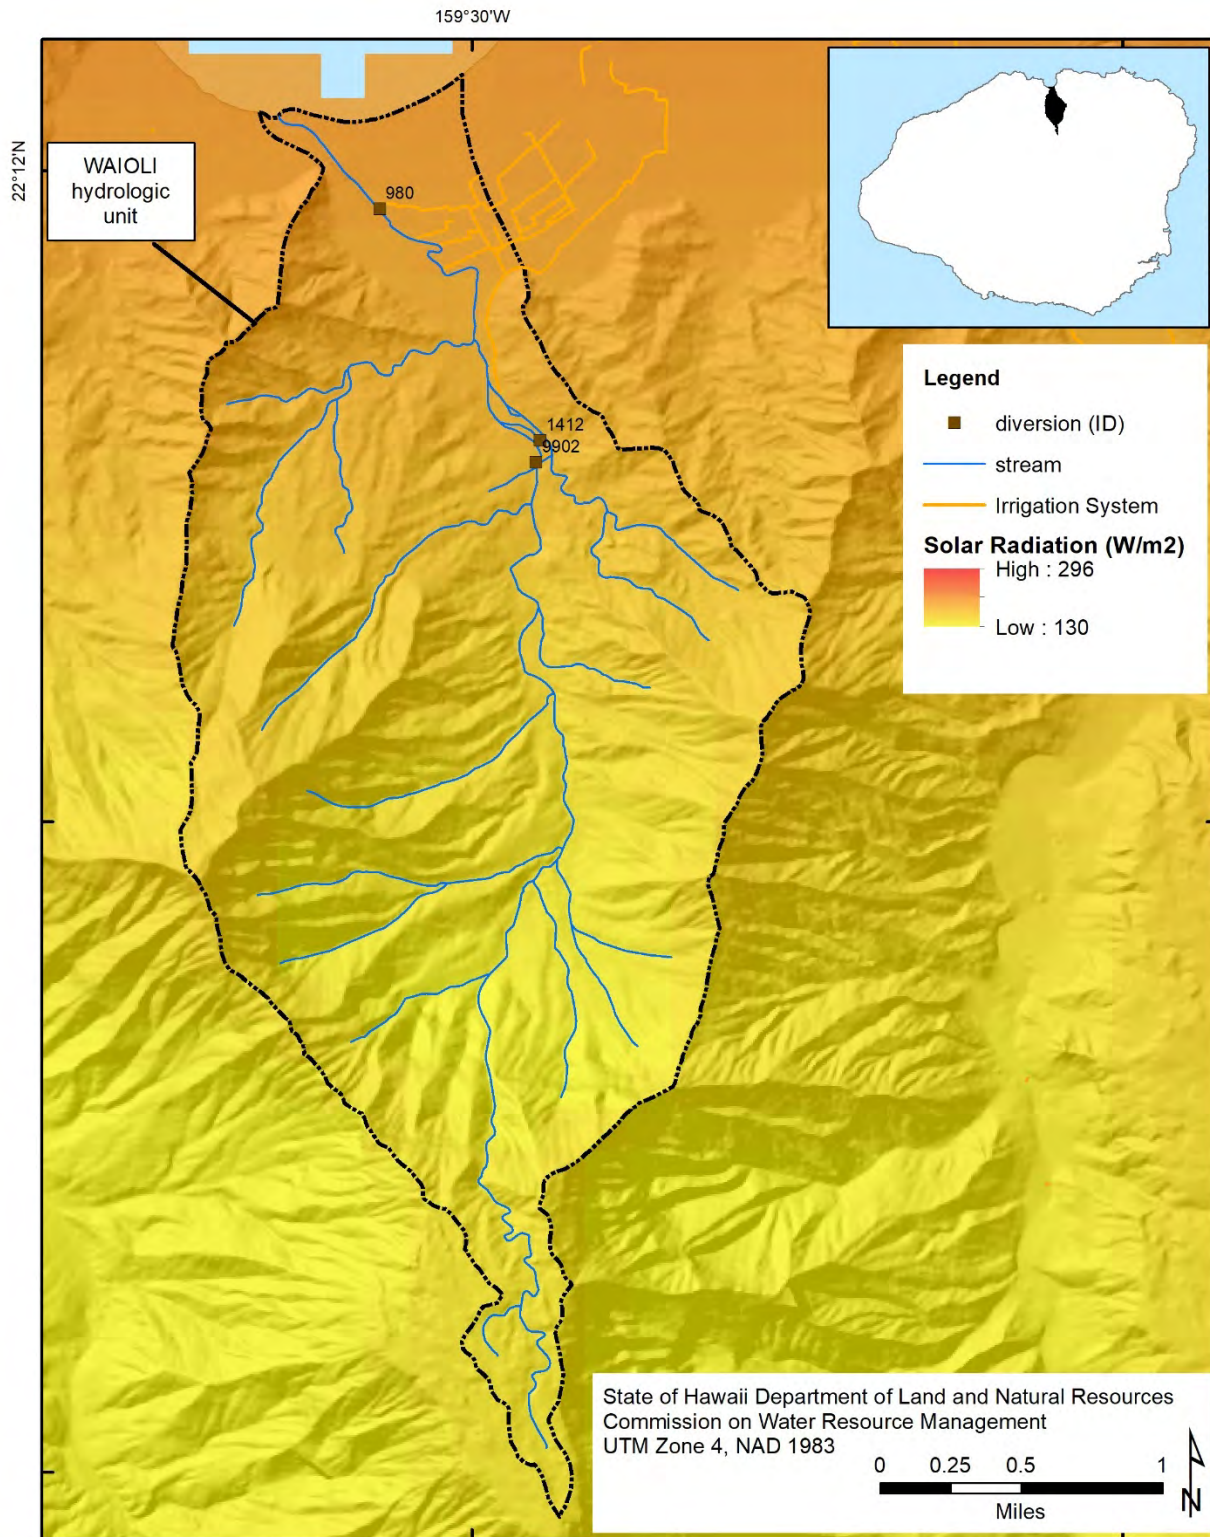 159°30'W
22°12'N
WAIOLI
hydrologic
unit
980
1412
9902
Legend
diversion (ID)
stream
Irrigation System
Solar Radiation (W/m2)
High : 296
Low : 130
State of Hawaii Department of Land and Natural Resources
Commission on Water Resource Management
UTM Zone 4, NAD 1983
0 0.25 0.5 1
Miles
N